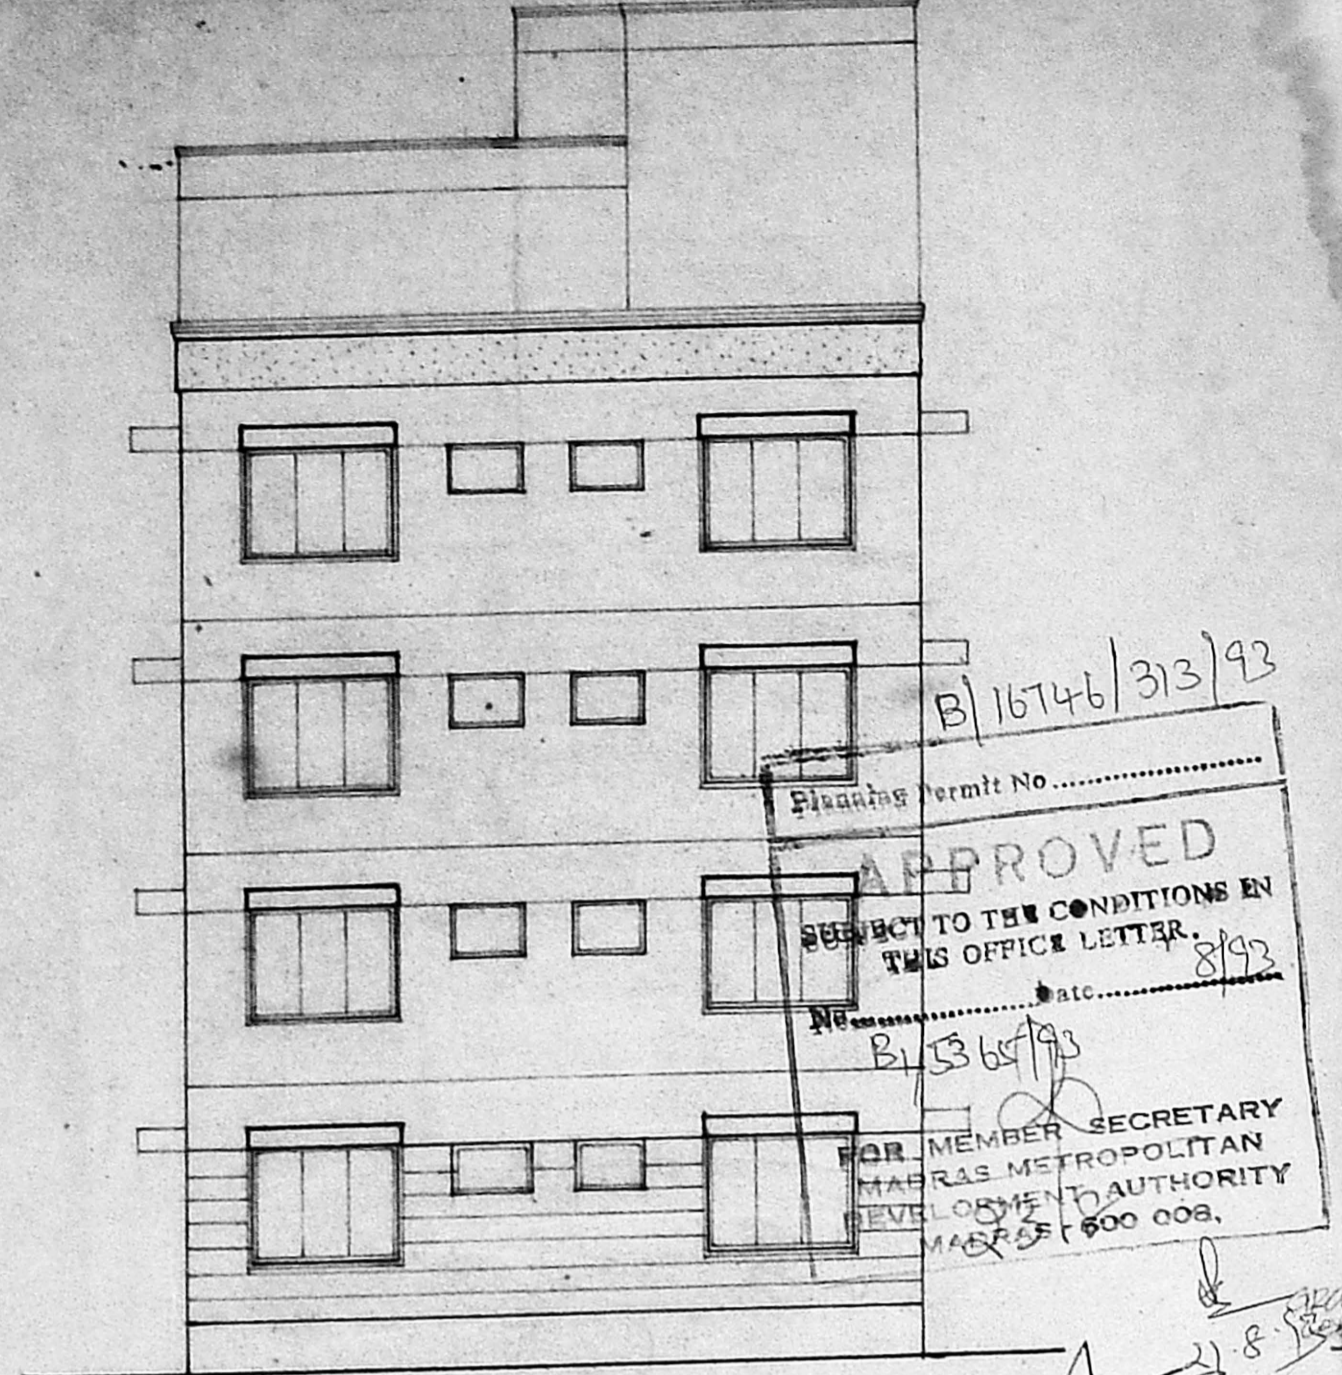 B/16746/313/93
Planning Permit No..............................
APPROVED
SUBJECT TO THE CONDITIONS IN
THIS OFFICE LETTER.
No......................Date......................
8/93
B1/5365/93
FOR MEMBER SECRETARY
MADRAS METROPOLITAN
DEVELOPMENT AUTHORITY
MADRAS-600 008.